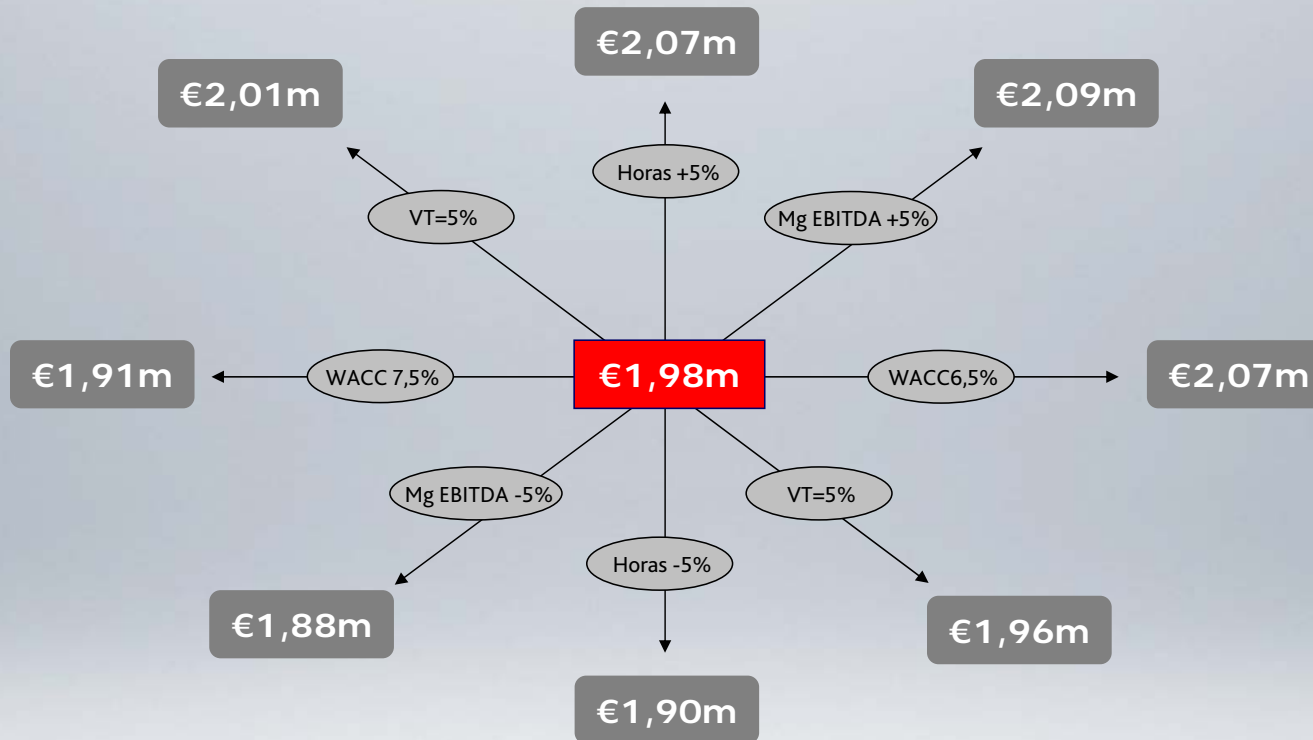 €2,07m
€2,01m
€2,09m
Horas +5%
VT=5%
Mg EBITDA +5%
€1,91m
WACC 7,5%
€1,98m
WACC6,5%
€2,07m
Mg EBITDA -5%
VT=5%
Horas -5%
€1,88m
€1,96m
€1,90m